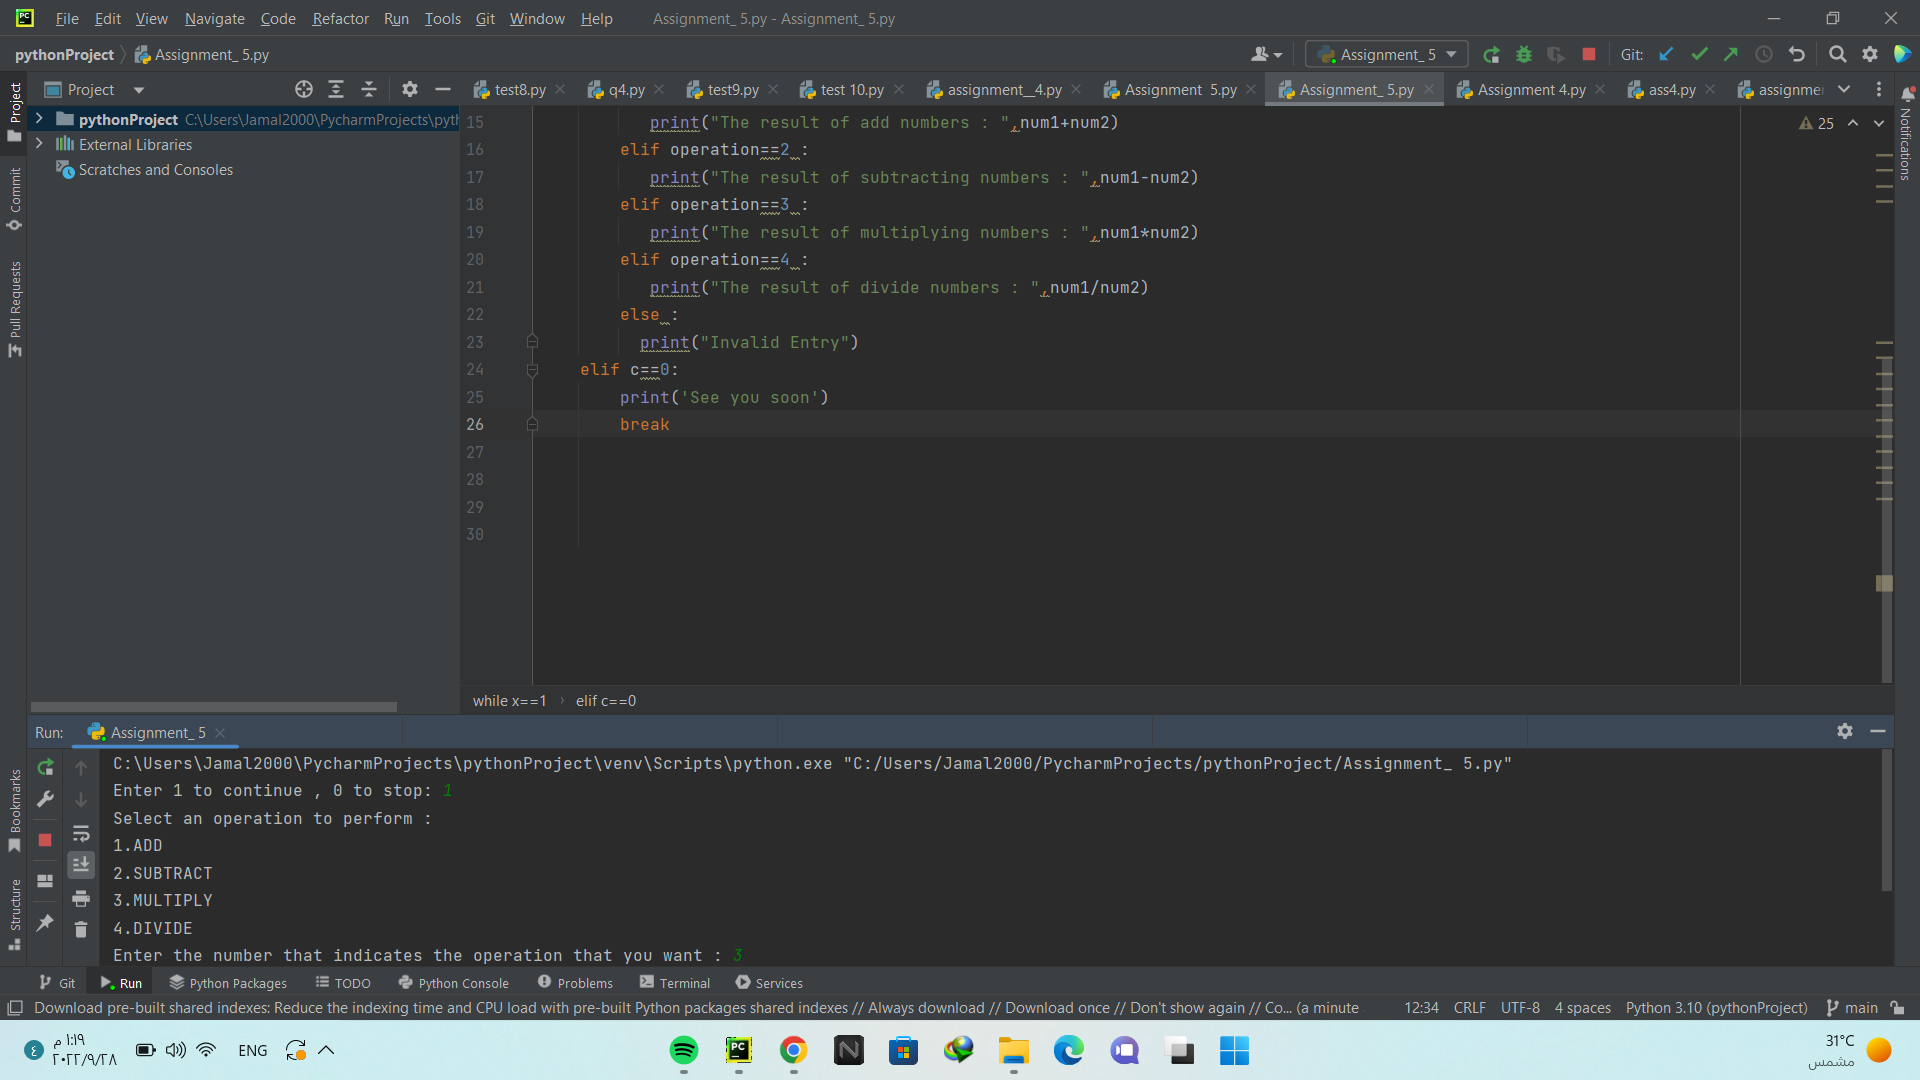 PC File Edit View Navigate Code Refactor Run Tools Git Window Help Assignment_ 5.py - Assignment_ 5.py
pythonProject Assignment_ 5.py Assignment_ 5 Git:
Project test8.py q4.py test9.py test 10.py assignment__4.py Assignment 5.py Assignment_ 5.py Assignment 4.py ass4.py assignme
pythonProject C:\Users\Jamal2000\PycharmProjects\pyth
External Libraries
Scratches and Consoles
Project
Commit
Pull Requests
Bookmarks
Structure
Notifications
25
15 print("The result of add numbers : ",num1+num2)
16 elif operation==2 :
17 print("The result of subtracting numbers : ",num1-num2)
18 elif operation==3 :
19 print("The result of multiplying numbers : ",num1*num2)
20 elif operation==4 :
21 print("The result of divide numbers : ",num1/num2)
22 else :
23 print("Invalid Entry")
24 elif c==0:
25 print('See you soon')
26 break
27
28
29
30
while x==1 › elif c==0
Run: Assignment_ 5
C:\Users\Jamal2000\PycharmProjects\pythonProject\venv\Scripts\python.exe "C:/Users/Jamal2000/PycharmProjects/pythonProject/Assignment_ 5.py"
Enter 1 to continue , 0 to stop: 1
Select an operation to perform :
1.ADD
2.SUBTRACT
3.MULTIPLY
4.DIVIDE
Enter the number that indicates the operation that you want : 3
Git Run Python Packages TODO Python Console Problems Terminal Services
Download pre-built shared indexes: Reduce the indexing time and CPU load with pre-built Python packages shared indexes // Always download // Download once // Don't show again // Co... (a minute 12:34 CRLF UTF-8 4 spaces Python 3.10 (pythonProject) main
٤ ١:١٩ م ENG PC 31°C
٢٠٢٢/٩/٢٨ مشمس